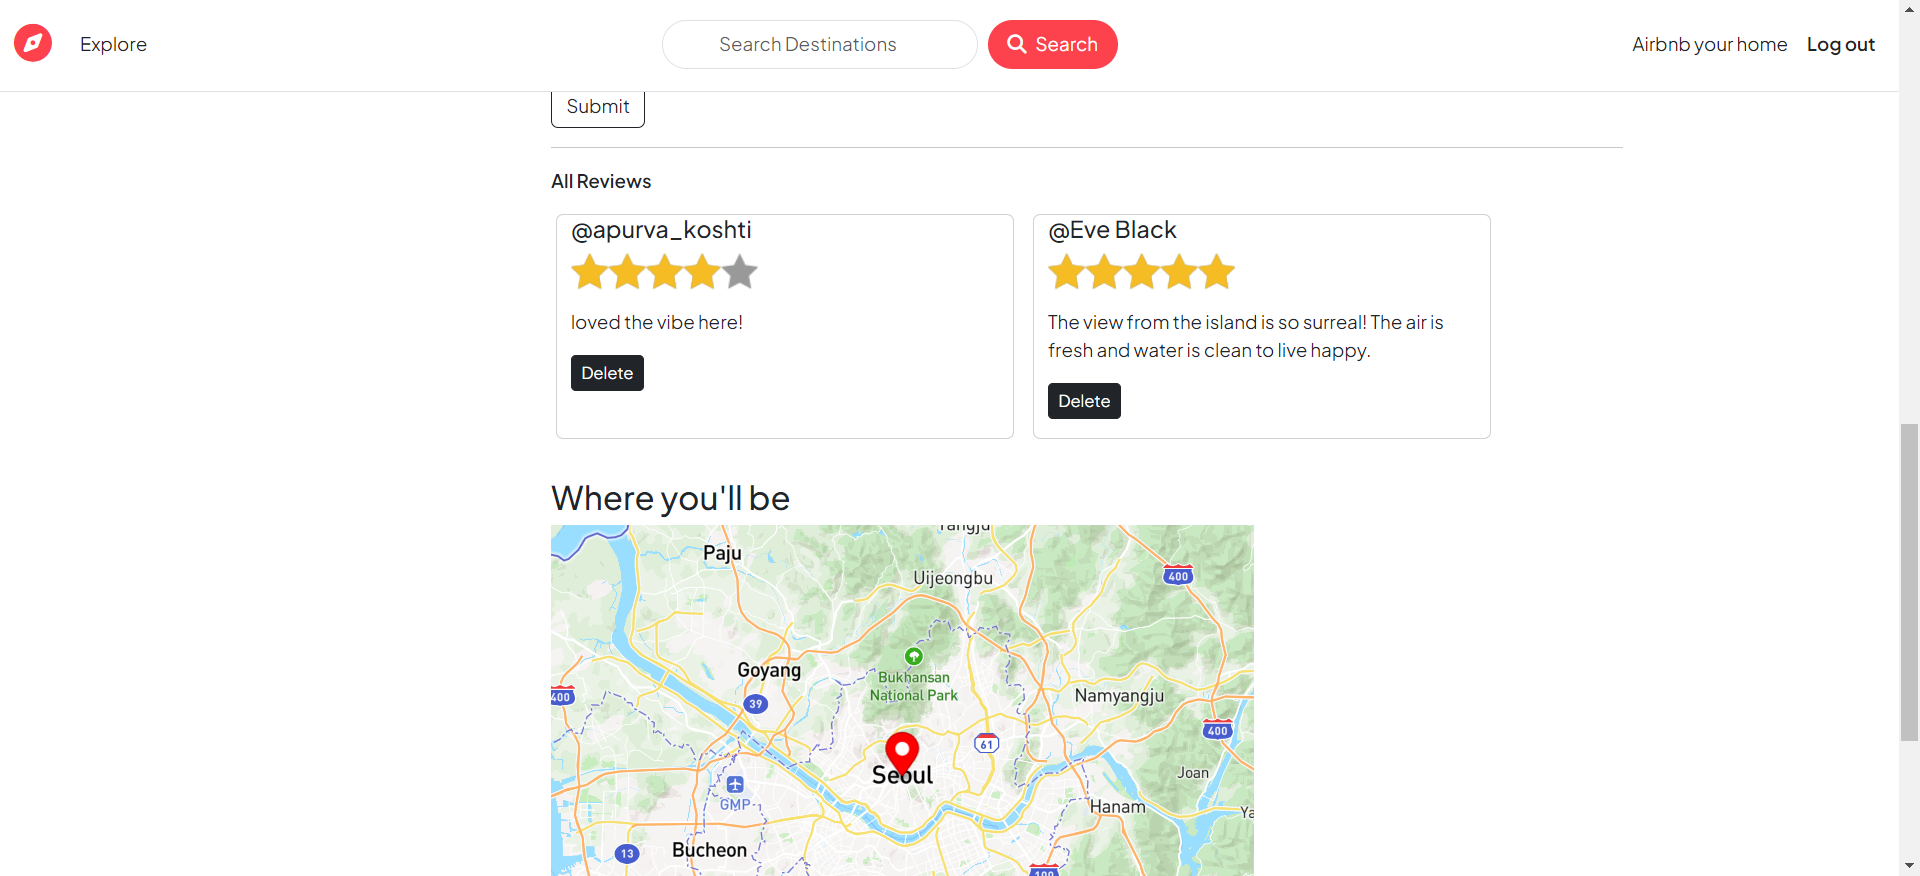 Explore
Search Destinations
Search
Airbnb your home
Log out
Submit
All Reviews
@apurva_koshti
loved the vibe here!
Delete
@Eve Black
The view from the island is so surreal! The air is
fresh and water is clean to live happy.
Delete
Where you'll be
Yangju
Paju
Uijeongbu
400
Goyang
Bukhansan
National Park
400
39
Namyangju
400
61
Seoul
Joan
GMP
Hanam
Ya
13
Bucheon
100